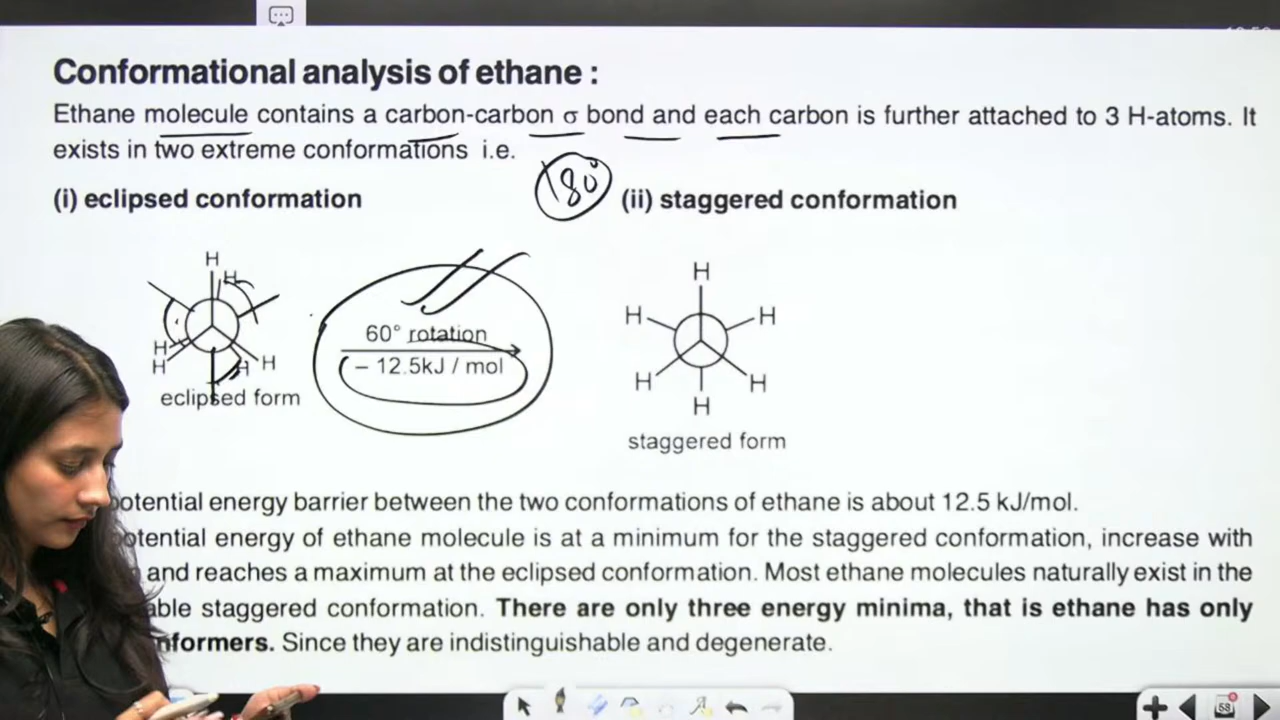 Conformational analysis of ethane :
Ethane molecule contains a carbon-carbon σ bond and each carbon is further attached to 3 H-atoms. It
exists in two extreme conformations i.e.
180°
(i) eclipsed conformation
(ii) staggered conformation
H
H
H
H
H
H
eclipsed form
60° rotation
− 12.5kJ / mol
H
H H
H H
H
staggered form
potential energy barrier between the two conformations of ethane is about 12.5 kJ/mol.
potential energy of ethane molecule is at a minimum for the staggered conformation, increase with
and reaches a maximum at the eclipsed conformation. Most ethane molecules naturally exist in the
able staggered conformation. There are only three energy minima, that is ethane has only
nformers. Since they are indistinguishable and degenerate.
58